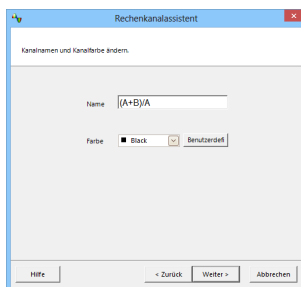 Rechenkanalassistent
Kanalnamen und Kanalfarbe ändern.
Name (A+B)/A
Farbe Black Benutzerdefi
Hilfe < Zurück Weiter > Abbrechen